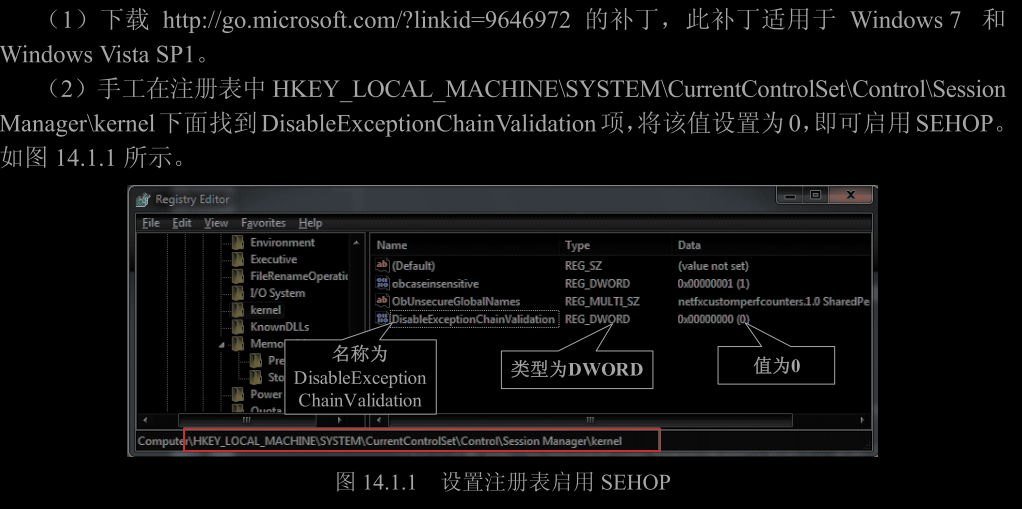 （1）下载 http://go.microsoft.com/?linkid=9646972 的补丁，此补丁适用于 Windows 7 和
Windows Vista SP1。
（2）手工在注册表中 HKEY_LOCAL_MACHINE\SYSTEM\CurrentControlSet\Control\Session
Manager\kernel 下面找到 DisableExceptionChainValidation 项，将该值设置为 0，即可启用 SEHOP。
如图 14.1.1 所示。
Registry Editor
File Edit View Favorites Help
Environment
Executive
FileRenameOperatic
I/O System
kernel
KnownDLLs
Memo
Pre
Sto
Power
Quota
Name Type Data
(Default) REG_SZ (value not set)
obcaseinsensitive REG_DWORD 0x00000001 (1)
ObUnsecureGlobalNames REG_MULTI_SZ netfxcustomperfcounters.1.0 SharedPe
DisableExceptionChainValidation REG_DWORD 0x00000000 (0)
名称为
DisableException
ChainValidation
类型为DWORD
值为0
Computer\HKEY_LOCAL_MACHINE\SYSTEM\CurrentControlSet\Control\Session Manager\kernel
图 14.1.1 设置注册表启用 SEHOP